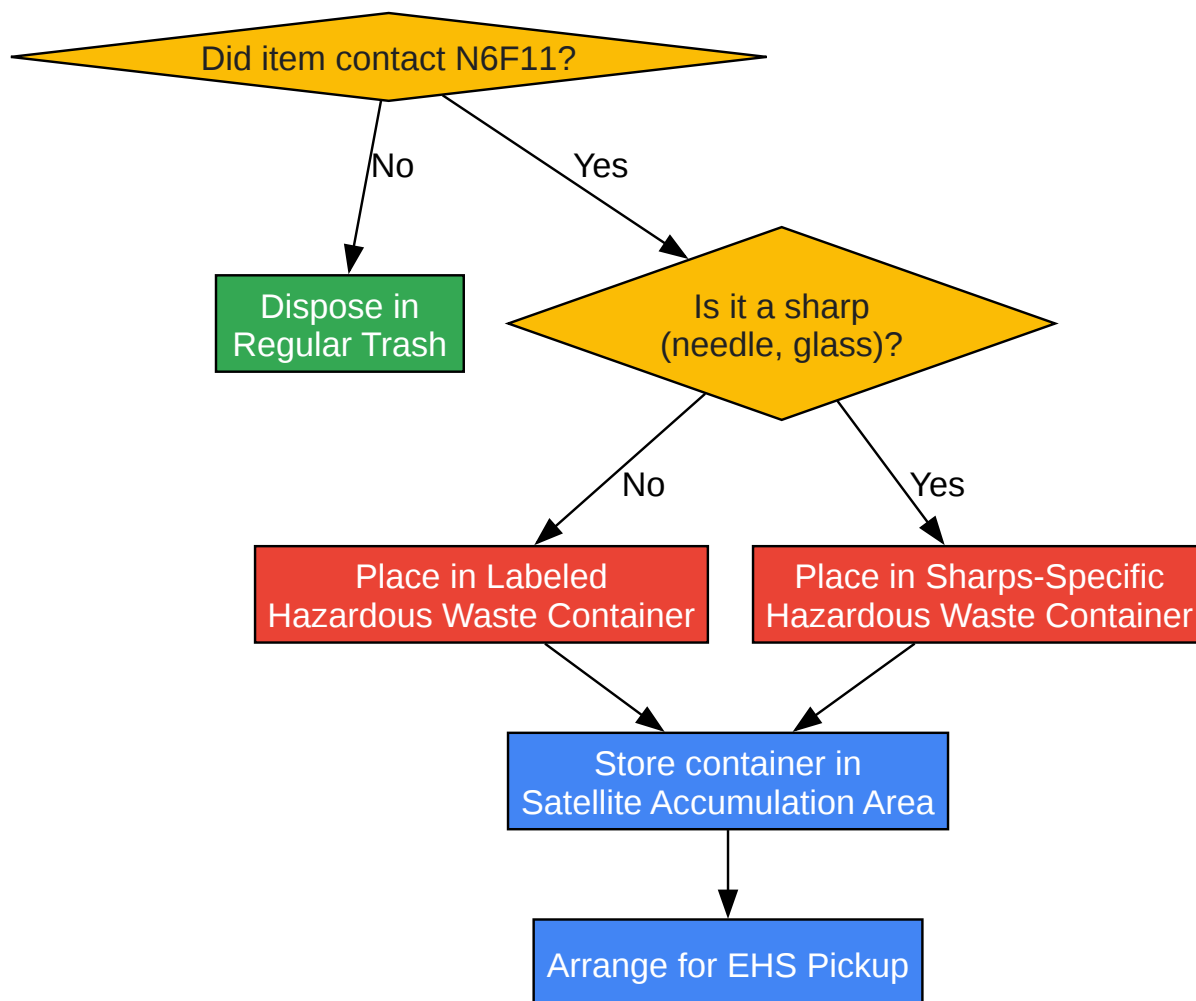 Did item contact N6F11?
No
Yes
Dispose in
Regular Trash
Is it a sharp
(needle, glass)?
No
Yes
Place in Labeled
Hazardous Waste Container
Place in Sharps-Specific
Hazardous Waste Container
Store container in
Satellite Accumulation Area
Arrange for EHS Pickup